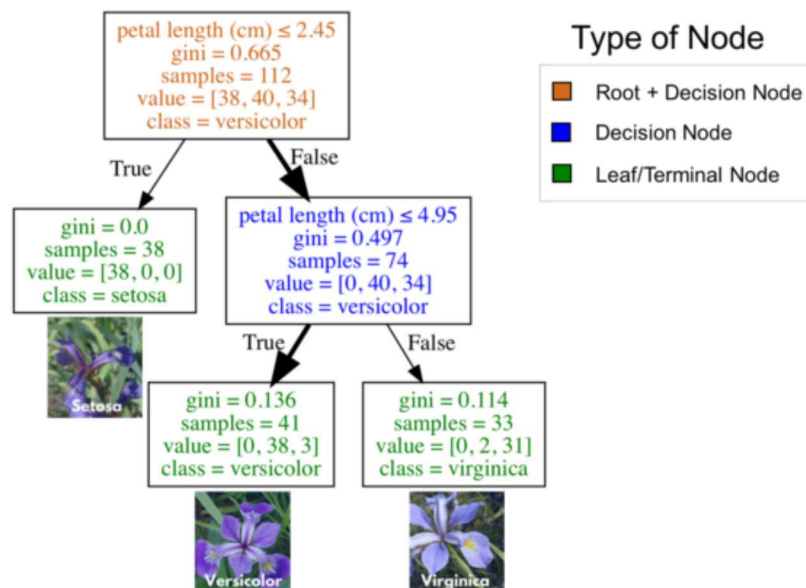 petal length (cm) ≤ 2.45
gini = 0.665
samples = 112
value = [38, 40, 34]
class = versicolor
True
False
gini = 0.0
samples = 38
value = [38, 0, 0]
class = setosa
Setosa
petal length (cm) ≤ 4.95
gini = 0.497
samples = 74
value = [0, 40, 34]
class = versicolor
True
False
gini = 0.136
samples = 41
value = [0, 38, 3]
class = versicolor
Versicolor
gini = 0.114
samples = 33
value = [0, 2, 31]
class = virginica
Virginica
Type of Node
Root + Decision Node
Decision Node
Leaf/Terminal Node